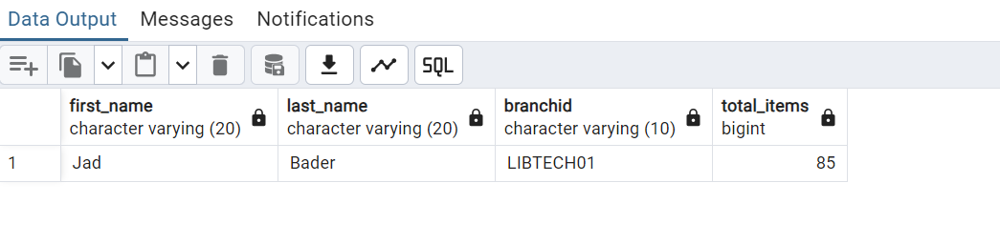 Data Output Messages Notifications
SQL
first_name last_name branchid total_items
character varying (20) character varying (20) character varying (10) bigint
1 Jad Bader LIBTECH01 85